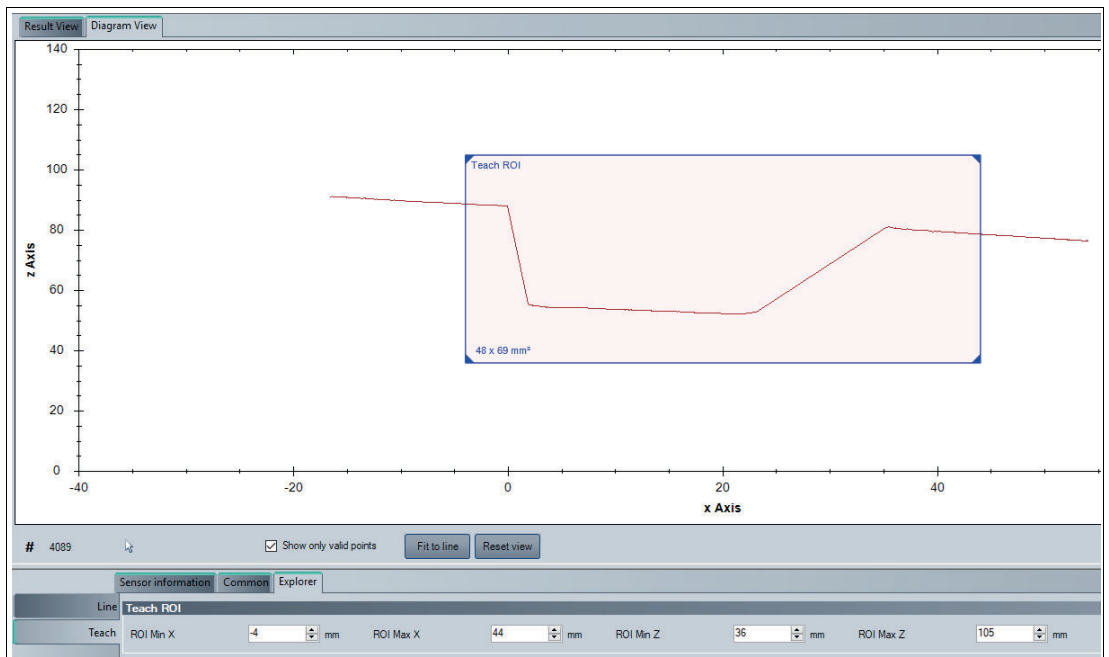 Result View Diagram View
140
120
100
80
60
40
20
0
z Axis
Teach ROI
48 x 69 mm²
-40 -20 0 20 40
x Axis
# 4089 Show only valid points Fit to line Reset view
Sensor information Common Explorer
Line Teach ROI
Teach ROI Min X -4 mm ROI Max X 44 mm ROI Min Z 36 mm ROI Max Z 105 mm